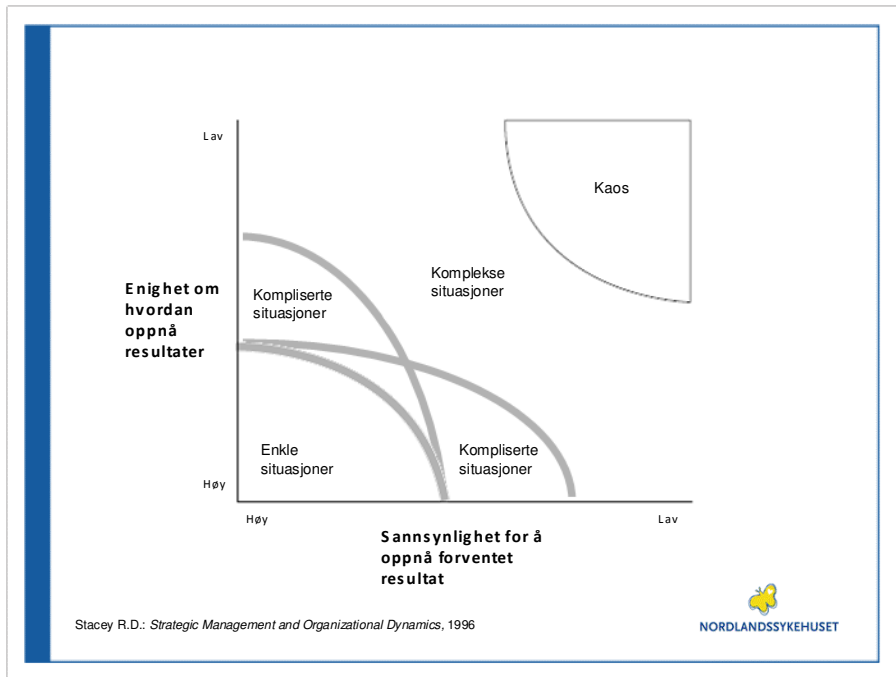 Lav
Kaos
Komplekse
situasjoner
Enighet om
hvordan
oppnå
resultater
Kompliserte
situasjoner
Enkle
situasjoner
Kompliserte
situasjoner
Høy
Høy
Lav
Sannsynlighet for å
oppnå forventet
resultat
Stacey R.D.: Strategic Management and Organizational Dynamics, 1996
NORDLANDSSYKEHUSET